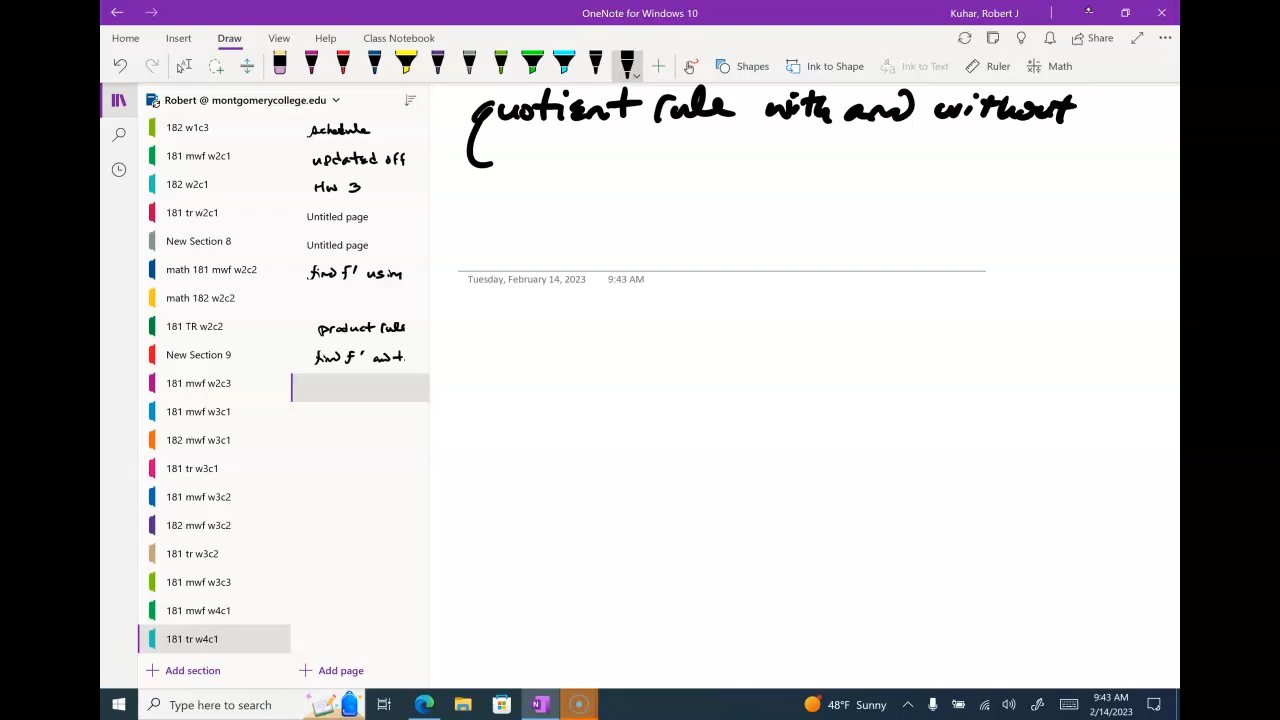 OneNote for Windows 10
Kuhar, Robert J
Home Insert Draw View Help Class Notebook
Share
Shapes Ink to Shape Ink to Text Ruler Math
Robert @ montgomerycollege.edu
182 w1c3
181 mwf w2c1
182 w2c1
181 tr w2c1
New Section 8
math 181 mwf w2c2
math 182 w2c2
181 TR w2c2
New Section 9
181 mwf w2c3
181 mwf w3c1
182 mwf w3c1
181 tr w3c1
181 mwf w3c2
182 mwf w3c2
181 tr w3c2
181 mwf w3c3
181 mwf w4c1
181 tr w4c1
Add section
schedule
updated off
HW 3
Untitled page
Untitled page
find f' usin
product rule
find f' and t
Add page
quotient rule with and without
Tuesday, February 14, 2023 9:43 AM
Type here to search
48°F Sunny
9:43 AM
2/14/2023